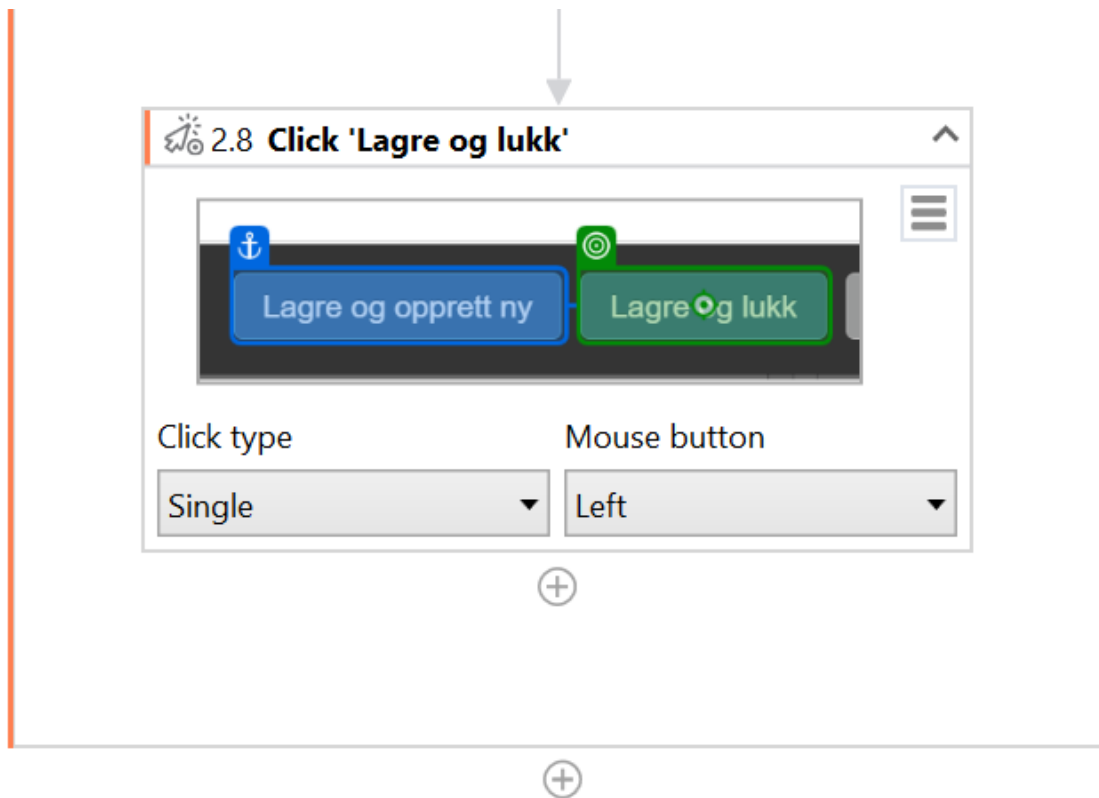 2.8 Click 'Lagre og lukk'
Lagre og opprett ny Lagre og lukk
Click type Mouse button
Single Left